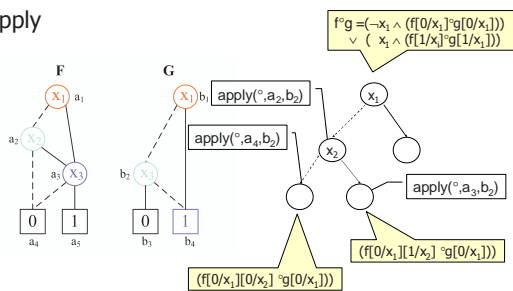 pply
f°g =(¬x₁ ∧ (f[0/x₁]°g[0/x₁]))
∨ ( x₁ ∧ (f[1/xᵢ]°g[1/x₁]))
F
G
x₁ a₁
x₁ b₁
apply(°,a₂,b₂)
x₁
apply(°,a₄,b₂)
a₂ x₂
x₂
a₃ x₃
b₂ x₃
apply(°,a₃,b₂)
0 1
0 1
a₄ a₅
b₃ b₄
(f[0/x₁][1/x₂] °g[0/x₁]))
(f[0/x₁][0/x₂] °g[0/x₁]))